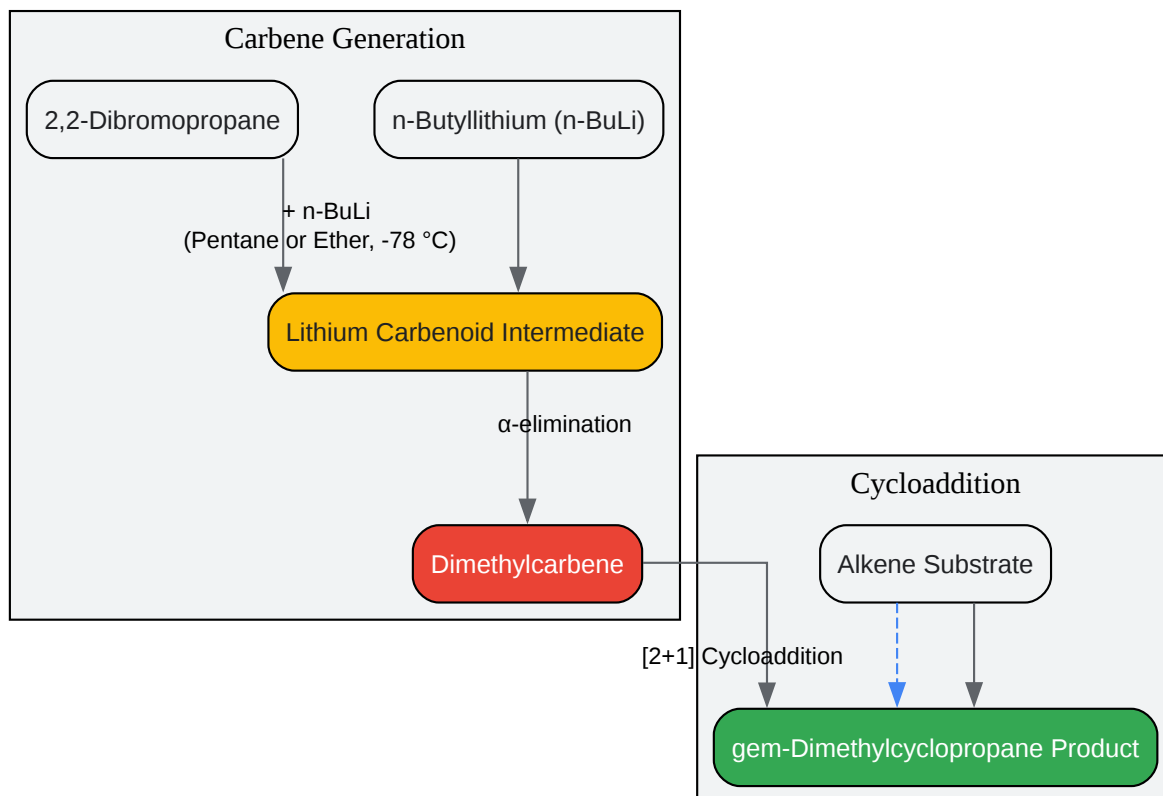 Carbene Generation
2,2-Dibromopropane
n-Butyllithium (n-BuLi)
+ n-BuLi
(Pentane or Ether, -78 °C)
Lithium Carbenoid Intermediate
α-elimination
Dimethylcarbene
Cycloaddition
Alkene Substrate
[2+1] Cycloaddition
gem-Dimethylcyclopropane Product